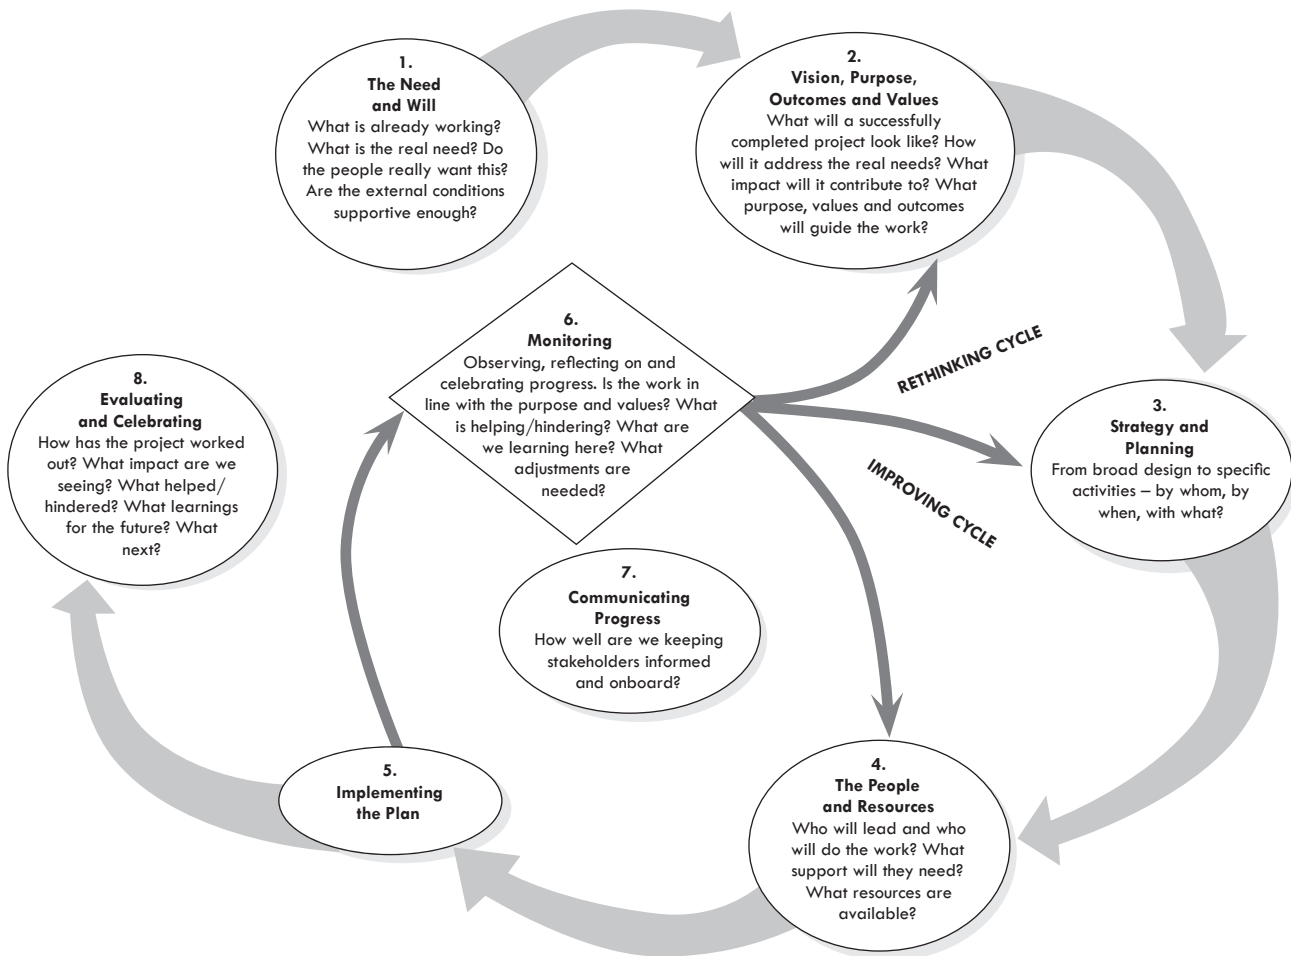 1.
The Need
and Will
What is already working?
What is the real need? Do
the people really want this?
Are the external conditions
supportive enough?
2.
Vision, Purpose,
Outcomes and Values
What will a successfully
completed project look like? How
will it address the real needs? What
impact will it contribute to? What
purpose, values and outcomes
will guide the work?
RETHINKING CYCLE
3.
Strategy and
Planning
From broad design to specific
activities – by whom, by
when, with what?
IMPROVING CYCLE
4.
The People
and Resources
Who will lead and who
will do the work? What
support will they need?
What resources are
available?
5.
Implementing
the Plan
6.
Monitoring
Observing, reflecting on and
celebrating progress. Is the work in
line with the purpose and values? What
is helping/hindering? What are
we learning here? What
adjustments are
needed?
7.
Communicating
Progress
How well are we keeping
stakeholders informed
and onboard?
8.
Evaluating
and Celebrating
How has the project worked
out? What impact are we
seeing? What helped/
hindered? What learnings
for the future? What
next?